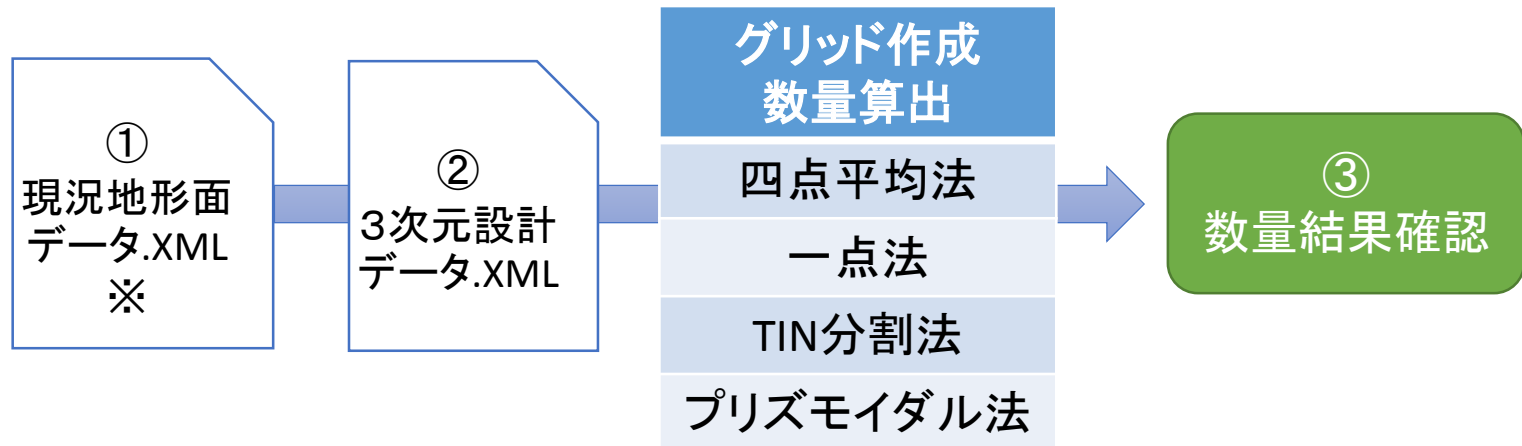 ①
現況地形面
データ.XML
※
②
３次元設計
データ.XML
グリッド作成
数量算出
四点平均法
一点法
TIN分割法
プリズモイダル法
③
数量結果確認